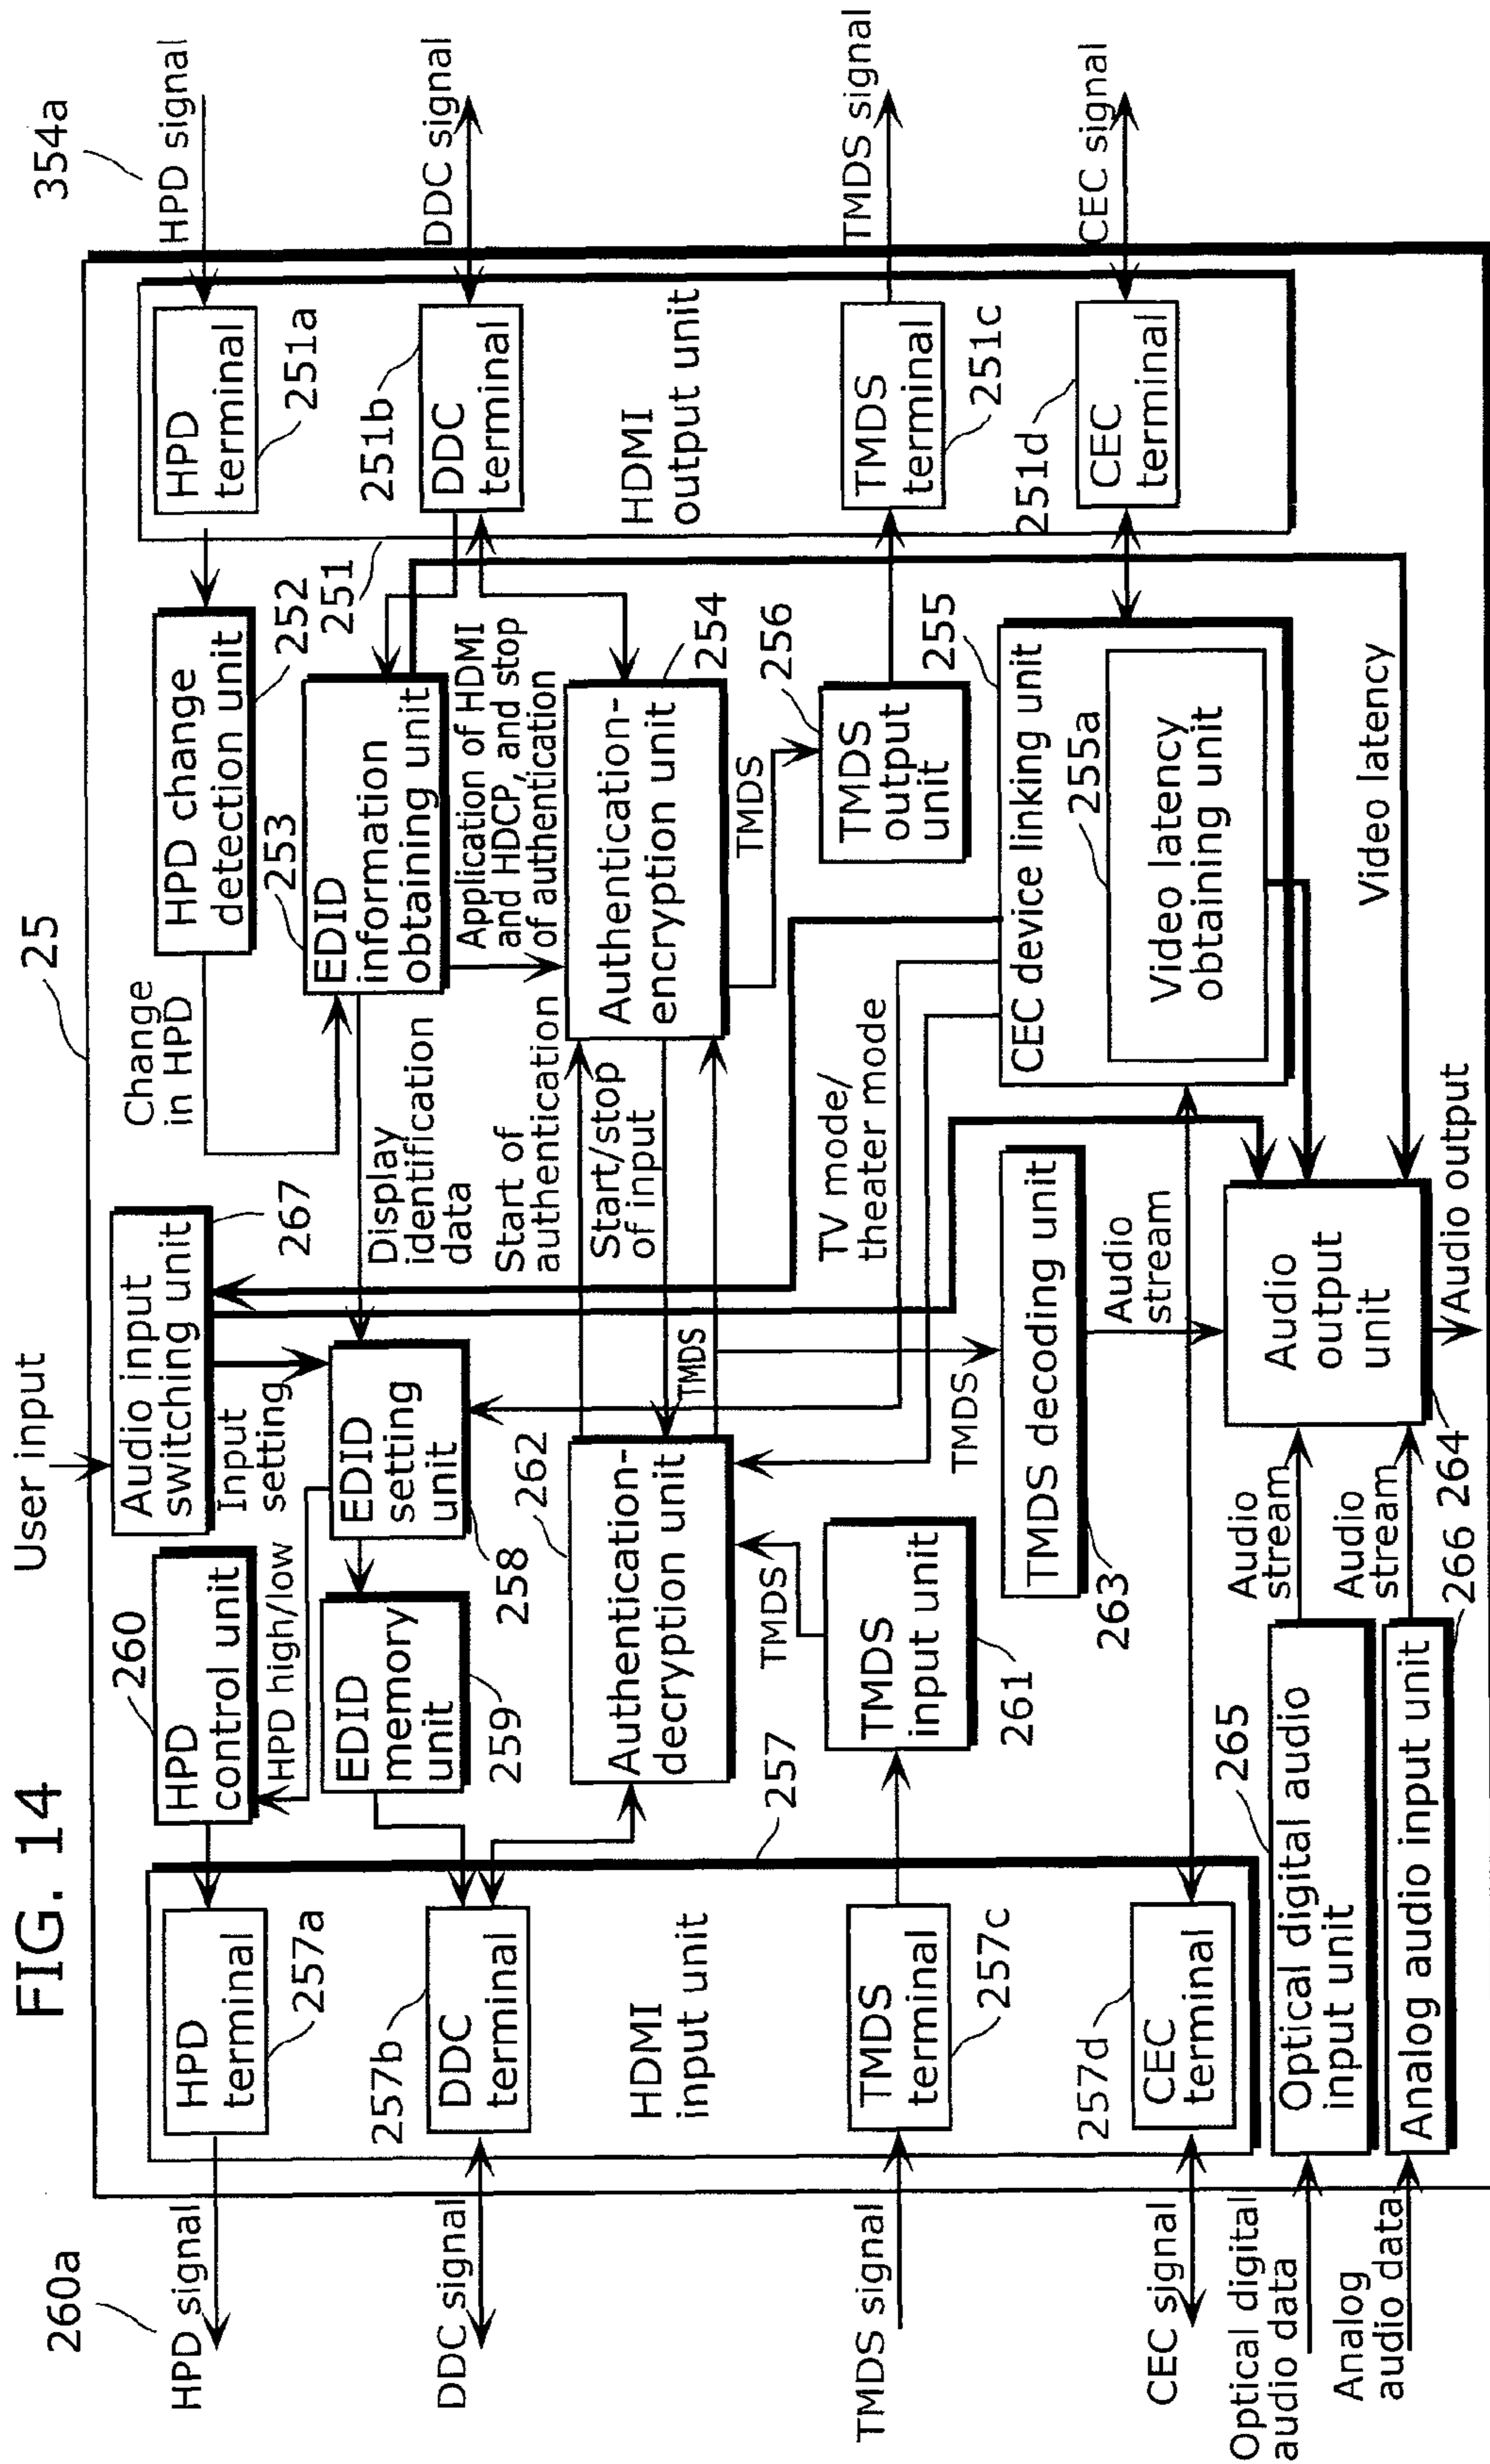 FIG. 14
User input
25
260a
354a
HPD signal
HPD
terminal
257a
HPD
control unit
260
Audio input
switching unit
267
Change
in HPD
HPD change
detection unit
252
HPD
terminal
251a
HPD signal
HPD high/low
Input
setting
DDC signal
257b
DDC
terminal
EDID
memory
unit
259
EDID
setting
unit
258
Display
identification
data
253
EDID
information
obtaining unit
251
251b
DDC
terminal
DDC signal
HDMI
input unit
262
Authentication-
decryption unit
Start of
authentication
Start/stop
of input
TMDS
Application of HDMI
and HDCP, and stop
of authentication
Authentication-
encryption unit
254
HDMI
output unit
257
TMDS
TMDS
256
TMDS signal
TMDS
terminal
257c
TMDS
input unit
261
TMDS
output
unit
TMDS
terminal
251c
TMDS signal
TMDS
TV mode/
theater mode
255
TMDS decoding unit
263
CEC device linking unit
255a
Video latency
obtaining unit
251d
CEC
terminal
CEC signal
CEC signal
257d
CEC
terminal
Audio
stream
265
Optical digital
audio data
Optical digital audio
input unit
Audio
stream
Audio
output
unit
264
Video latency
Analog
audio data
Analog audio input unit
266
Audio
stream
Audio output